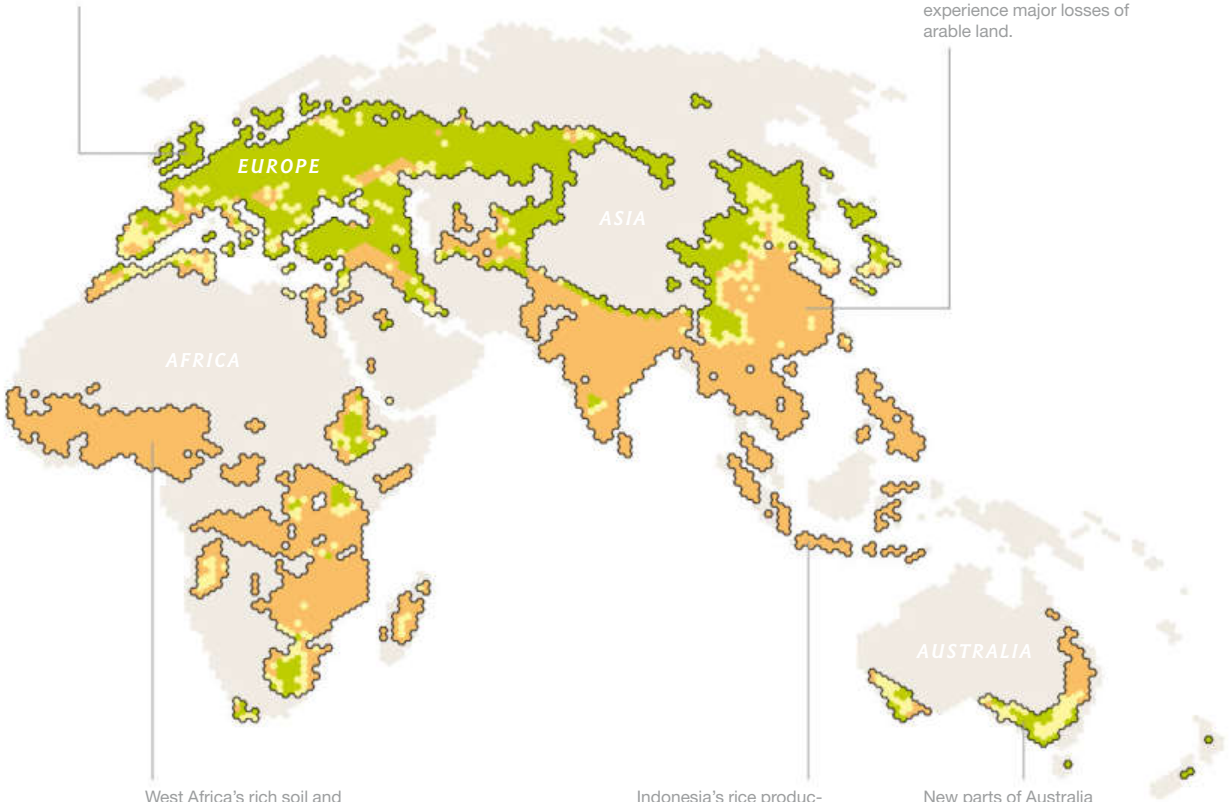 experience major losses of
arable land.
EUROPE
ASIA
AFRICA
AUSTRALIA
West Africa's rich soil and
Indonesia's rice produc-
New parts of Australia